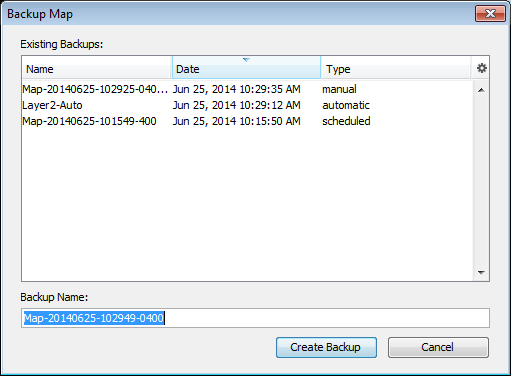 Backup Map
Existing Backups:
Name Date Type
Map-20140625-102925-040... Jun 25, 2014 10:29:35 AM manual
Layer2-Auto Jun 25, 2014 10:29:12 AM automatic
Map-20140625-101549-400 Jun 25, 2014 10:15:50 AM scheduled
Backup Name:
Map-20140625-102949-0400
Create Backup Cancel